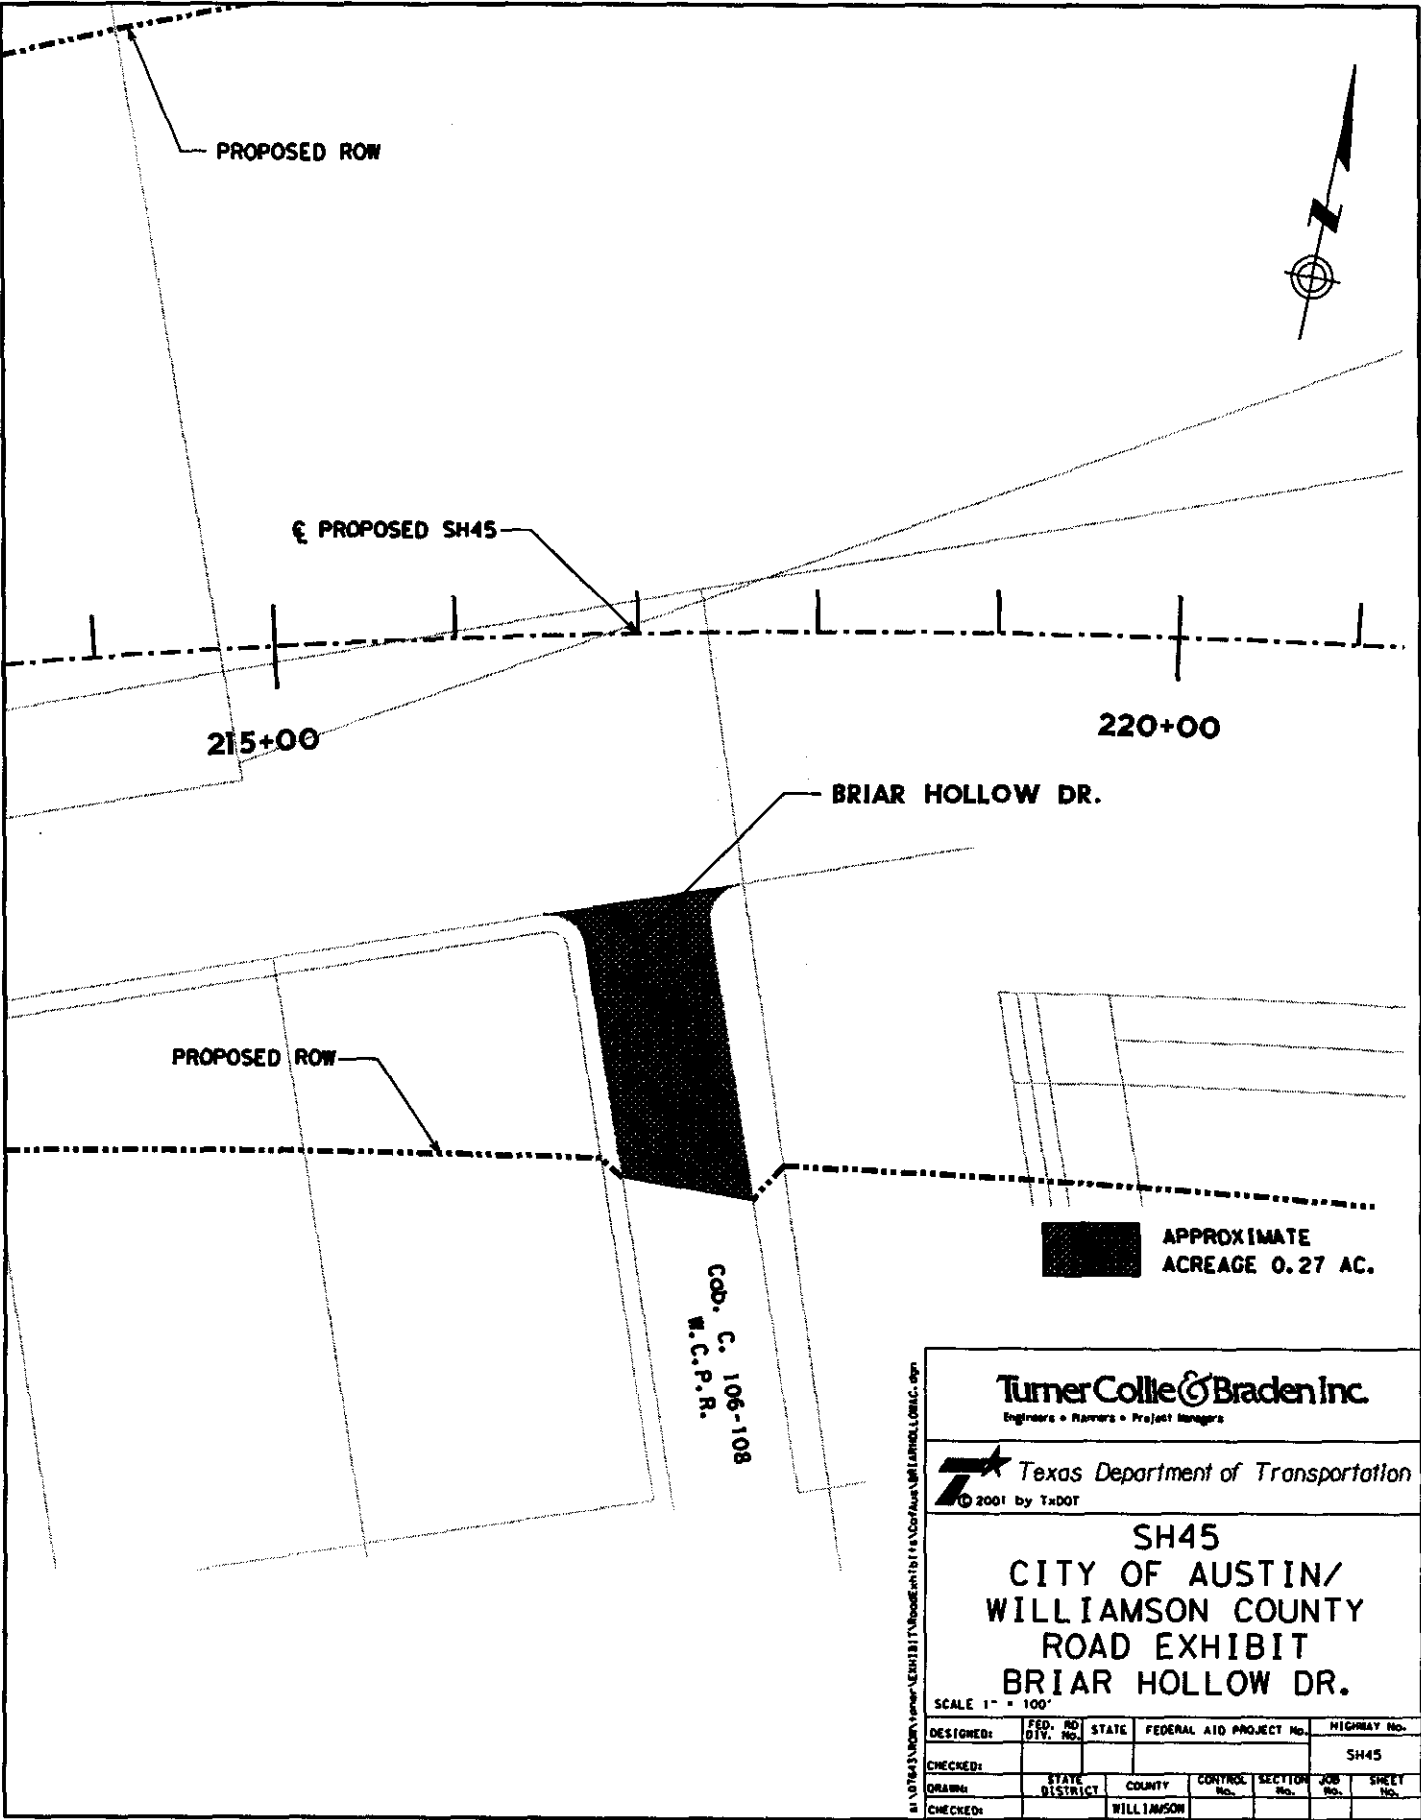 PROPOSED ROW
N
℄ PROPOSED SH45
215+00
220+00
BRIAR HOLLOW DR.
PROPOSED ROW
APPROXIMATE
ACREAGE 0.27 AC.
Cab. C. 106-108
W.C.P.R.
Turner Collie & Braden Inc.
Engineers • Planners • Project Managers
Texas Department of Transportation
© 2001 by TxDOT
SH45
CITY OF AUSTIN/
WILLIAMSON COUNTY
ROAD EXHIBIT
BRIAR HOLLOW DR.
SCALE 1" = 100'
DESIGNED: FED. RD DIV. No. STATE FEDERAL AID PROJECT No. HIGHWAY No.
CHECKED: SH45
DRAWN: STATE DISTRICT COUNTY CONTROL No. SECTION No. JOB No. SHEET No.
CHECKED: WILLIAMSON